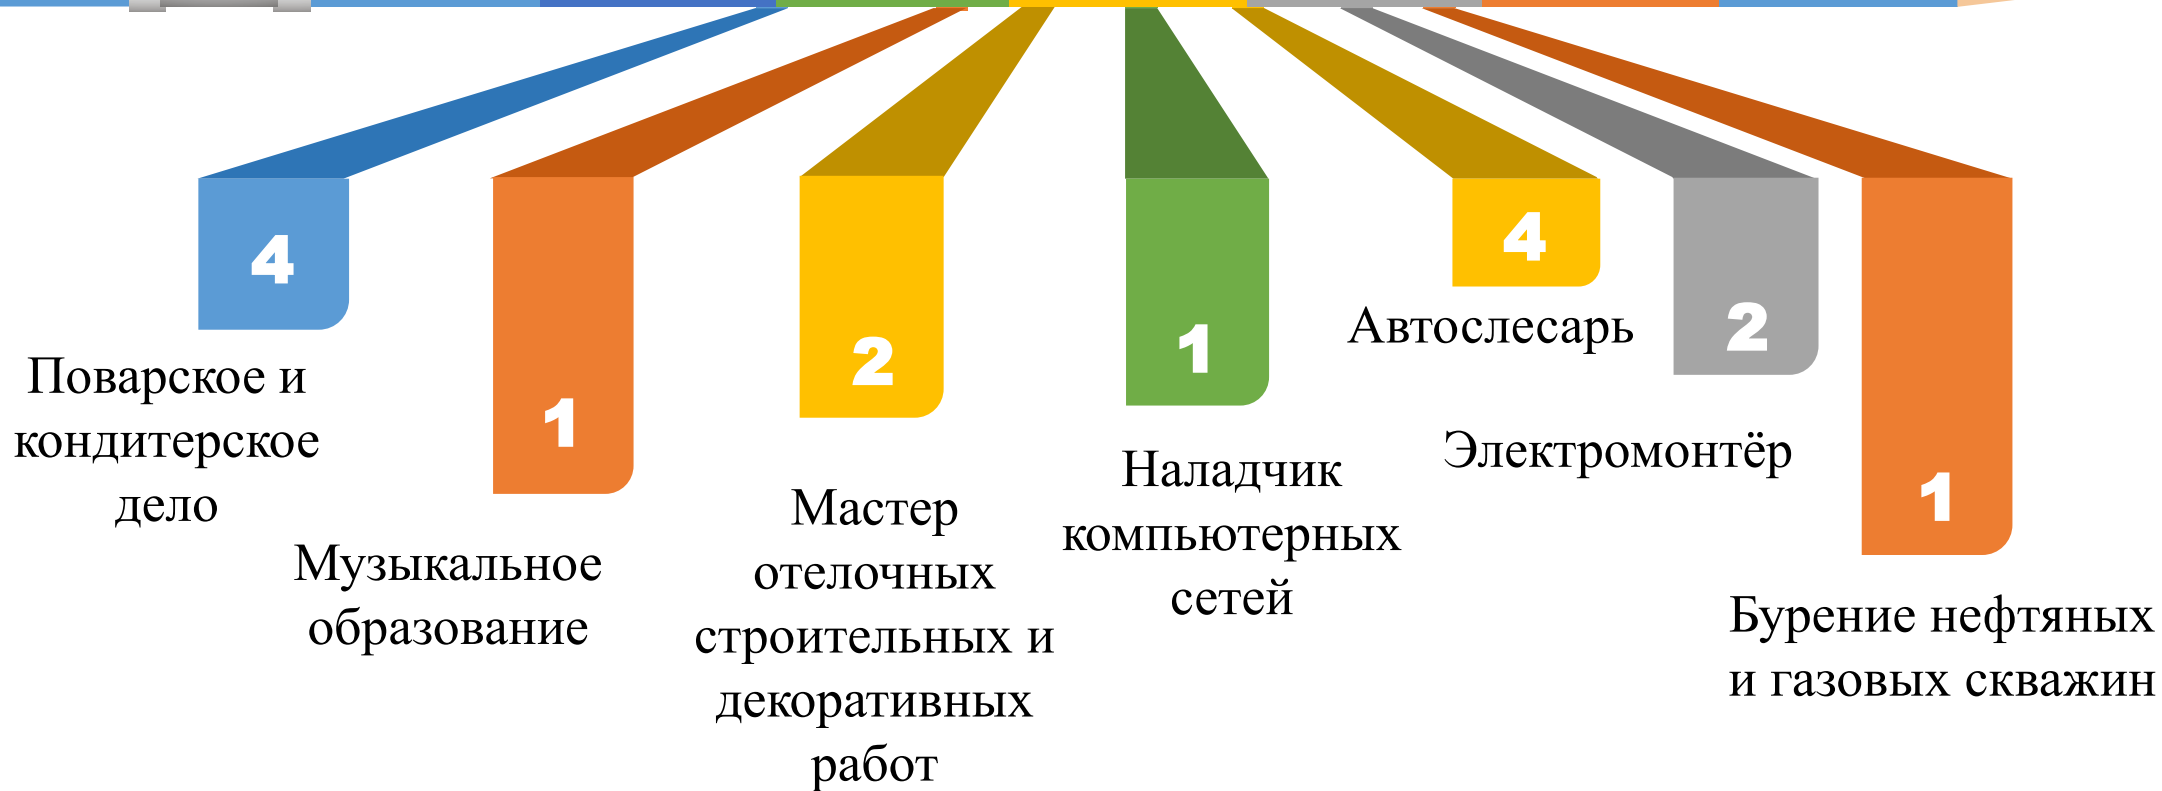 4
Поварское и
кондитерское
дело
1
Музыкальное
образование
2
Мастер
отелочных
строительных и
декоративных
работ
1
Наладчик
компьютерных
сетей
4
Автослесарь
2
Электромонтёр
1
Бурение нефтяных
и газовых скважин